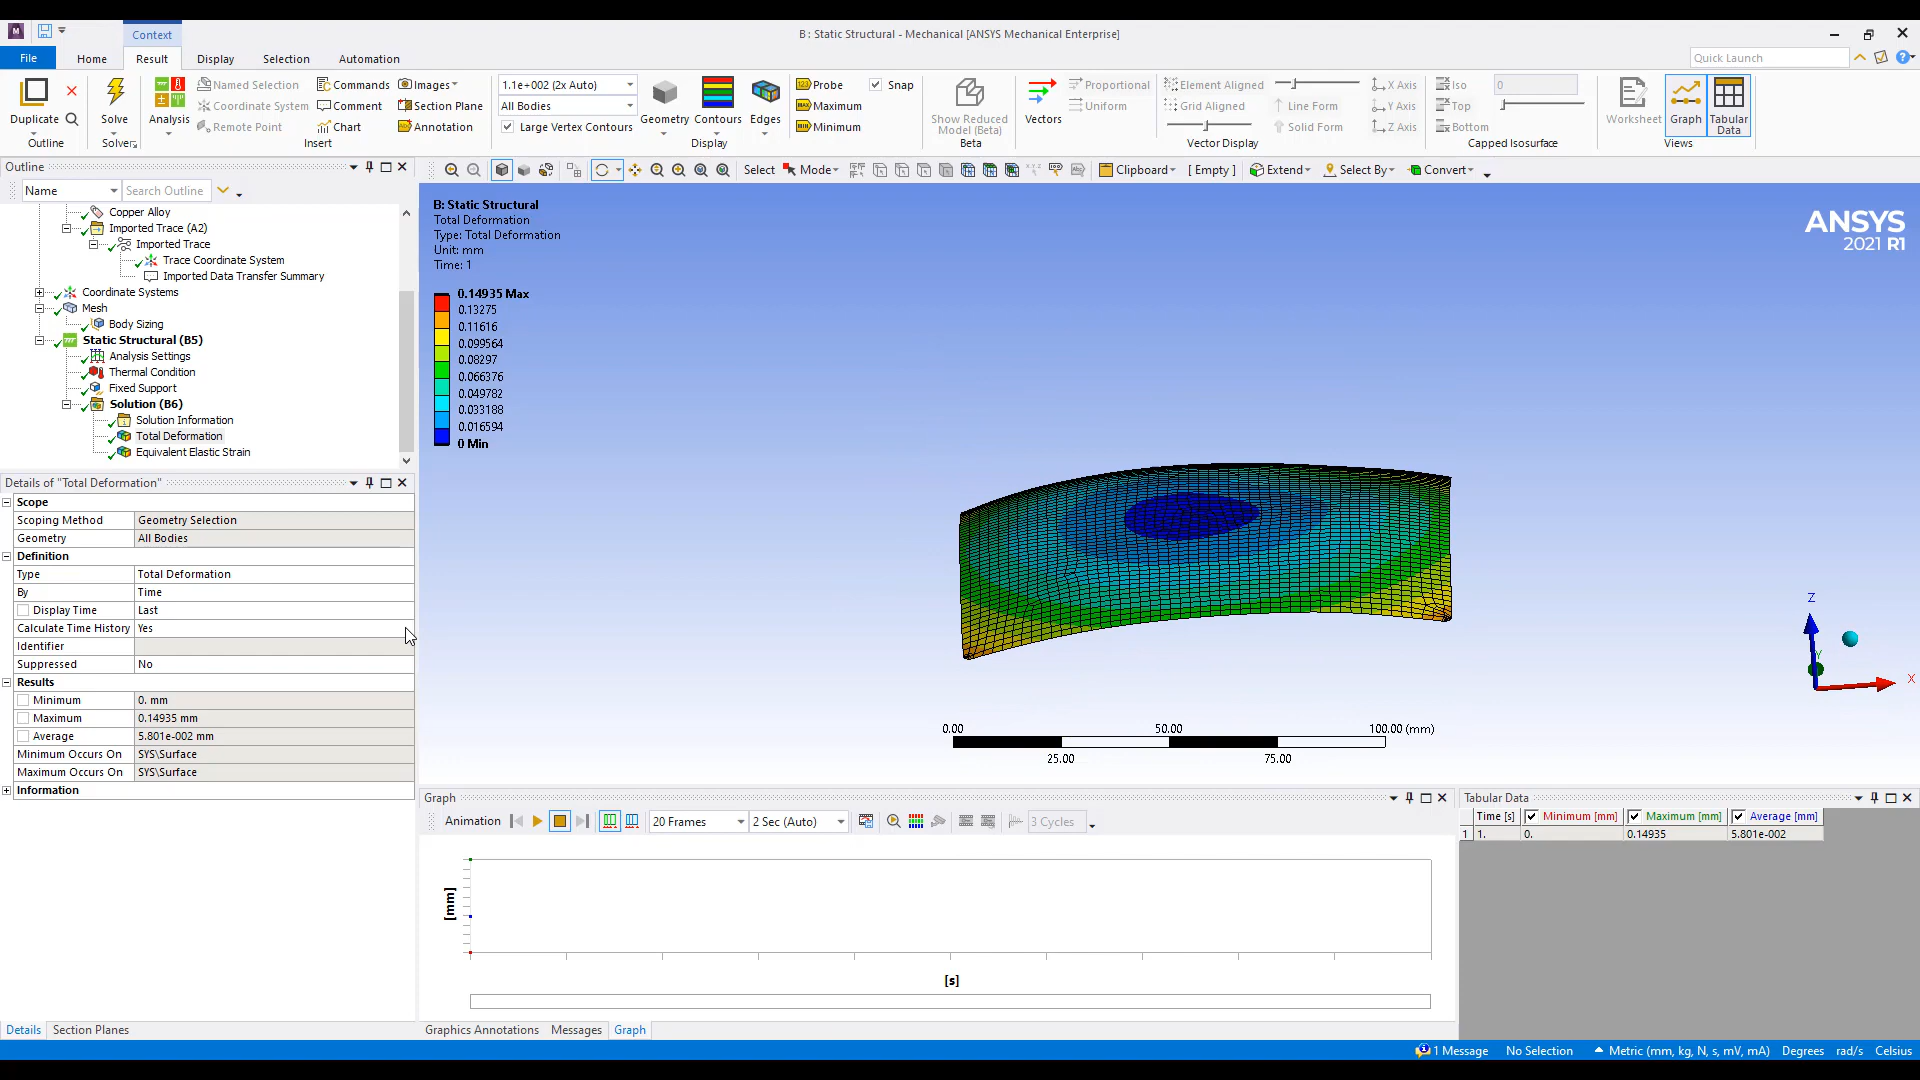 Context
B : Static Structural - Mechanical [ANSYS Mechanical Enterprise]
File
Home
Result
Display
Selection
Automation
Quick Launch
Duplicate
Outline
Solve
Solver
Analysis
Named Selection
Coordinate System
Remote Point
Commands
Comment
Chart
Images
Section Plane
Annotation
Insert
1.1e+002 (2x Auto)
All Bodies
Large Vertex Contours
Geometry
Contours
Edges
Display
Probe
Maximum
Minimum
Snap
Show Reduced
Model (Beta)
Beta
Vectors
Proportional
Uniform
Element Aligned
Grid Aligned
Line Form
Solid Form
X Axis
Y Axis
Z Axis
Vector Display
Iso
Top
Bottom
0
Capped Isosurface
Worksheet
Graph
Tabular
Data
Views
Outline
Name
Search Outline
Copper Alloy
Imported Trace (A2)
Imported Trace
Trace Coordinate System
Imported Data Transfer Summary
Coordinate Systems
Mesh
Body Sizing
Static Structural (B5)
Analysis Settings
Thermal Condition
Fixed Support
Solution (B6)
Solution Information
Total Deformation
Equivalent Elastic Strain
Details of "Total Deformation"
Scope
Scoping Method Geometry Selection
Geometry All Bodies
Definition
Type Total Deformation
By Time
Display Time Last
Calculate Time History Yes
Identifier
Suppressed No
Results
Minimum 0. mm
Maximum 0.14935 mm
Average 5.801e-002 mm
Minimum Occurs On SYS\Surface
Maximum Occurs On SYS\Surface
Information
Details
Section Planes
Select
Mode
Clipboard
[ Empty ]
Extend
Select By
Convert
B: Static Structural
Total Deformation
Type: Total Deformation
Unit: mm
Time: 1
0.14935 Max
0.13275
0.11616
0.099564
0.08297
0.066376
0.049782
0.033188
0.016594
0 Min
ANSYS
2021 R1
Z
Y
X
0.00 50.00 100.00 (mm)
25.00 75.00
Graph
Animation
20 Frames
2 Sec (Auto)
3 Cycles
[mm]
[s]
Graphics Annotations
Messages
Graph
Tabular Data
Time [s] Minimum [mm] Maximum [mm] Average [mm]
1 1. 0. 0.14935 5.801e-002
1 Message
No Selection
Metric (mm, kg, N, s, mV, mA)
Degrees
rad/s
Celsius